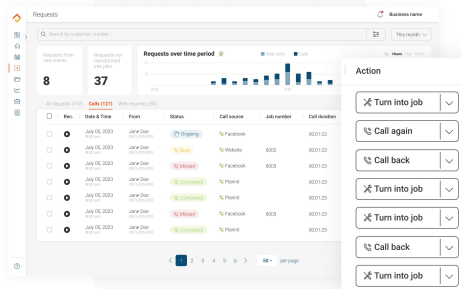 Requests
Business name
Search by customer number...
This month
Requests from
new clients
8
Requests not
transformed
into jobs
37
Requests over time period
Web visits
Calls
Hours
All requests (157)
Calls (127)
Web requests (30)
Rec.
Date & Time
From
Status
Call source
Job number
Call duration
July 05, 2023
Jane Doe
Ongoing
Facebook
00:01:23
July 05, 2023
Jane Doe
Website
0003
00:01:23
July 05, 2023
Jane Doe
Missed
Facebook
0003
00:01:23
July 05, 2023
Jane Doe
Completed
00:01:23
July 05, 2023
Jane Doe
Completed
00:01:23
July 05, 2023
Jane Doe
Missed
Facebook
0003
00:01:23
July 05, 2023
Jane Doe
Completed
00:01:23
1 2 3 4 5 6
50
per page
Action
Turn into job
Call again
Call back
Turn into job
Turn into job
Call back
Turn into job